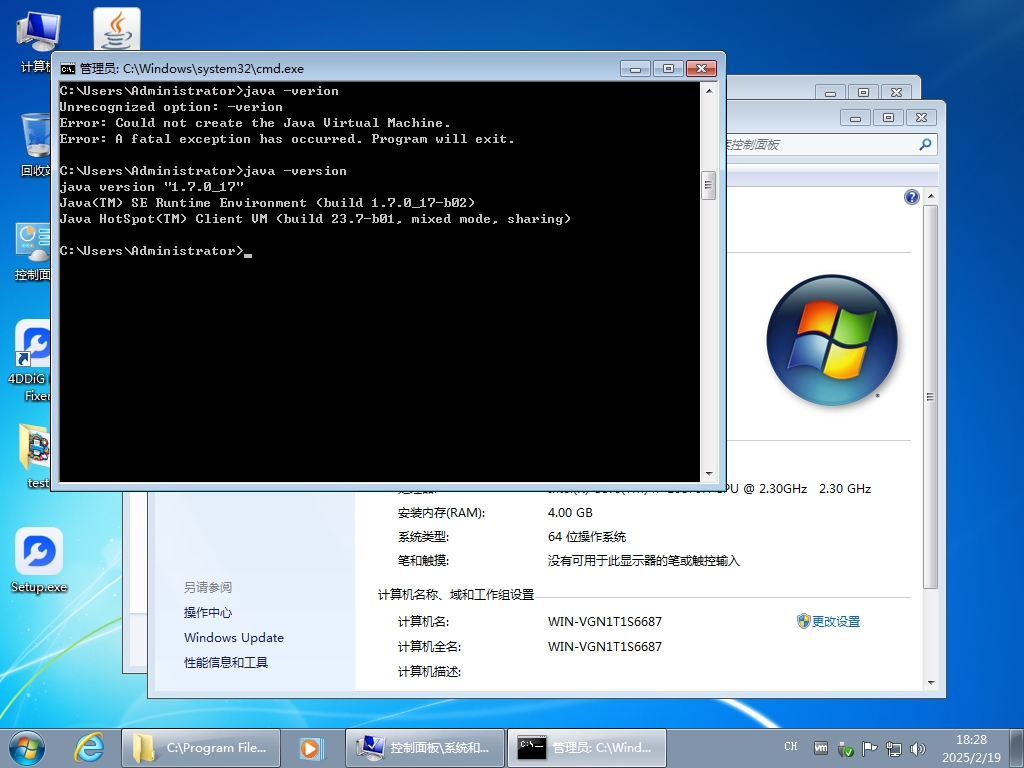 计算机
管理员: C:\Windows\system32\cmd.exe
C:\Users\Administrator>java -verion
Unrecognized option: -verion
Error: Could not create the Java Virtual Machine.
Error: A fatal exception has occurred. Program will exit.
C:\Users\Administrator>java -version
java version "1.7.0_17"
Java(TM) SE Runtime Environment (build 1.7.0_17-b02)
Java HotSpot(TM) Client VM (build 23.7-b01, mixed mode, sharing)
C:\Users\Administrator>
控制面板
回收站
控制面
4DDiG
Fixer
test
Setup.exe
CPU @ 2.30GHz 2.30 GHz
安装内存(RAM): 4.00 GB
系统类型: 64 位操作系统
笔和触摸: 没有可用于此显示器的笔或触控输入
计算机名称、域和工作组设置
计算机名: WIN-VGN1T1S6687 更改设置
计算机全名: WIN-VGN1T1S6687
计算机描述:
另请参阅
操作中心
Windows Update
性能信息和工具
C:\Program File...
控制面板\系统和...
管理员: C:\Wind...
CH
18:28
2025/2/19